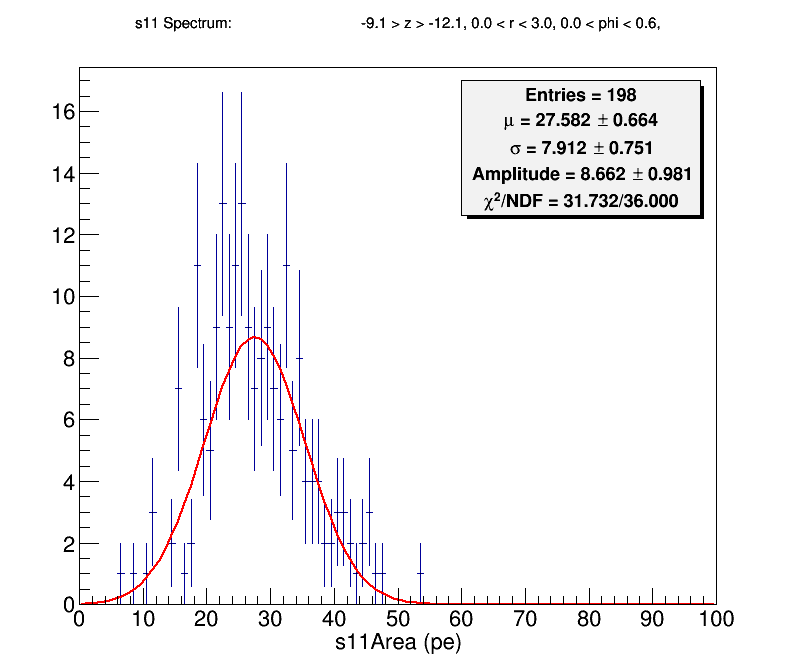 s11 Spectrum: -9.1 > z > -12.1, 0.0 < r < 3.0, 0.0 < phi < 0.6,
Entries = 198
μ = 27.582 ± 0.664
σ = 7.912 ± 0.751
Amplitude = 8.662 ± 0.981
χ²/NDF = 31.732/36.000
16
14
12
10
8
6
4
2
0
0 10 20 30 40 50 60 70 80 90 100
s11Area (pe)